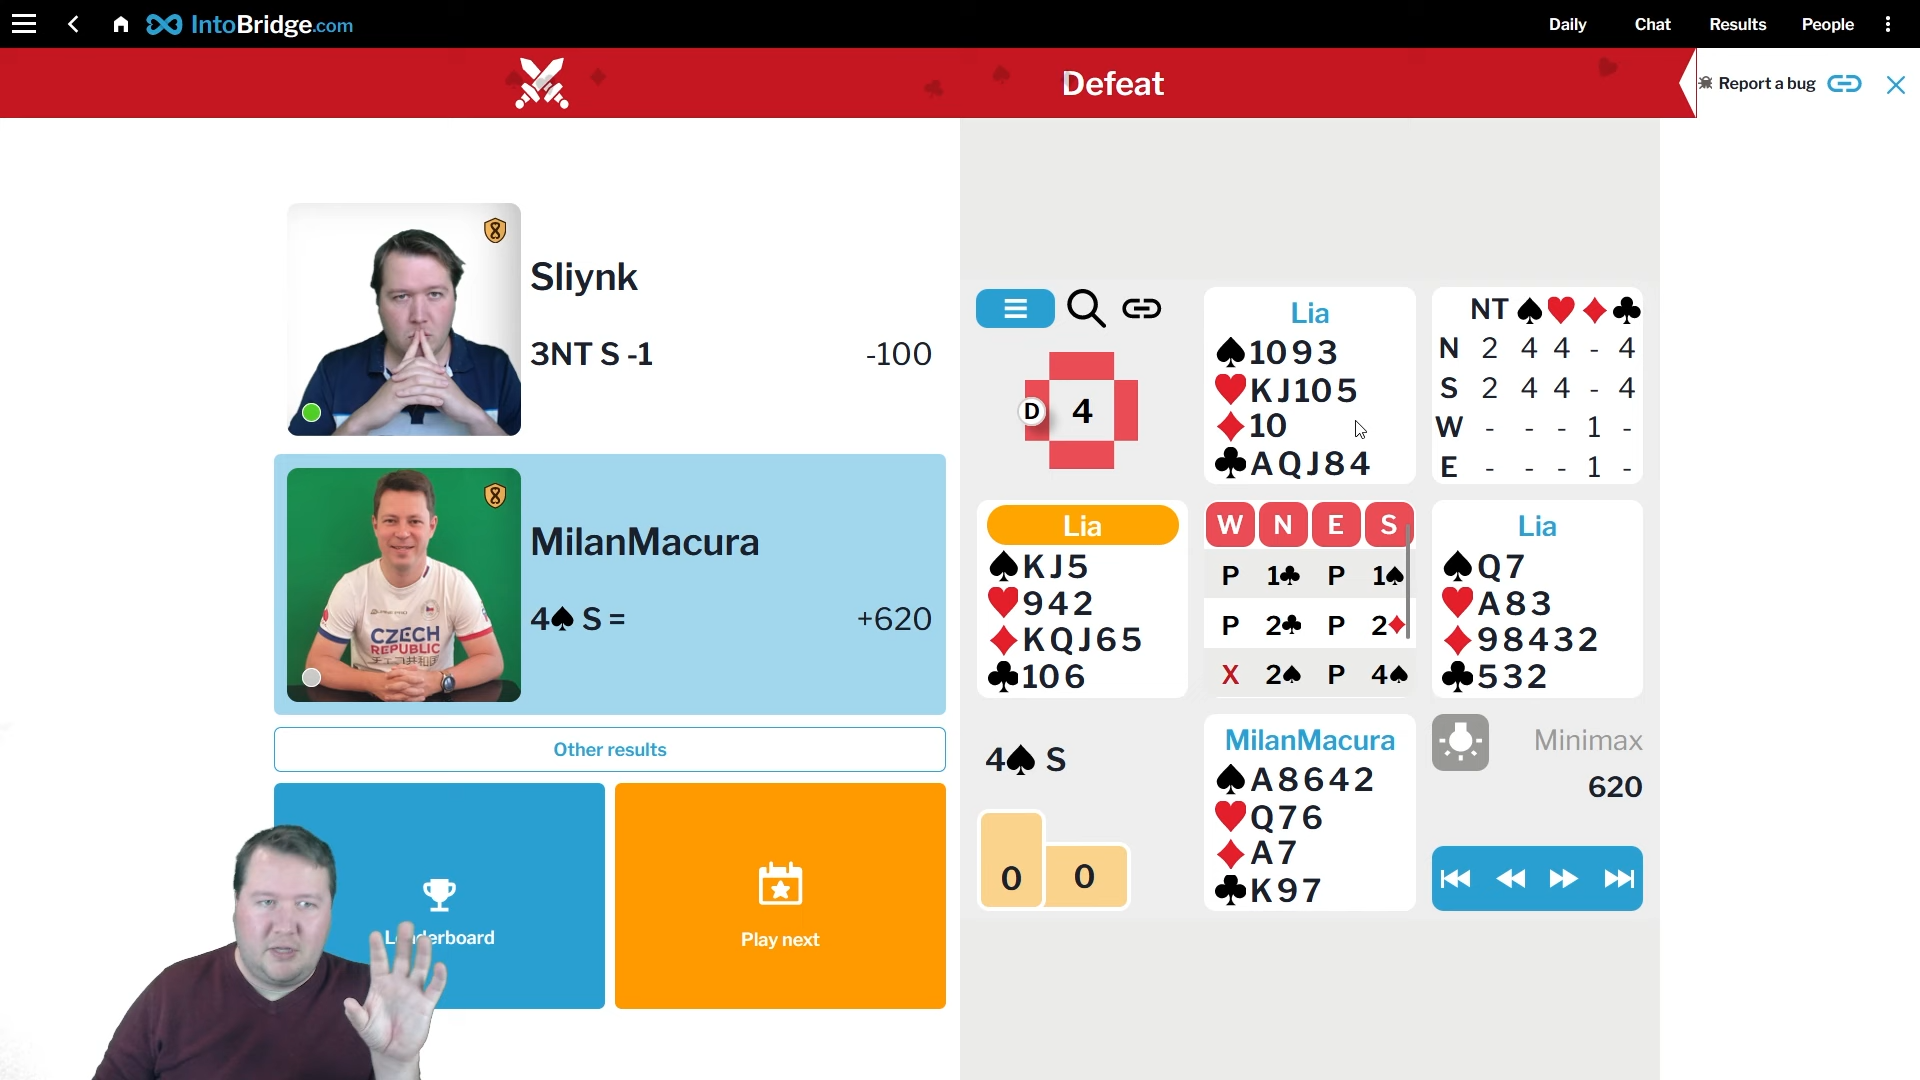 IntoBridge.com
Daily
Chat
Results
People
Defeat
Report a bug
Sliynk
3NT S -1
-100
MilanMacura
4♠ S =
+620
CZECH
REPUBLIC
Other results
Leaderboard
Play next
D
4
Lia
♠1093
♥KJ105
♦10
♣AQJ84
NT ♠ ♥ ♦ ♣
N 2 4 4 - 4
S 2 4 4 - 4
W - - - 1 -
E - - - 1 -
Lia
♠KJ5
♥942
♦KQJ65
♣106
W N E S
P 1♣ P 1♠
P 2♣ P 2♦
X 2♠ P 4♠
Lia
♠Q7
♥A83
♦98432
♣532
4♠ S
0
0
MilanMacura
♠A8642
♥Q76
♦A7
♣K97
Minimax
620